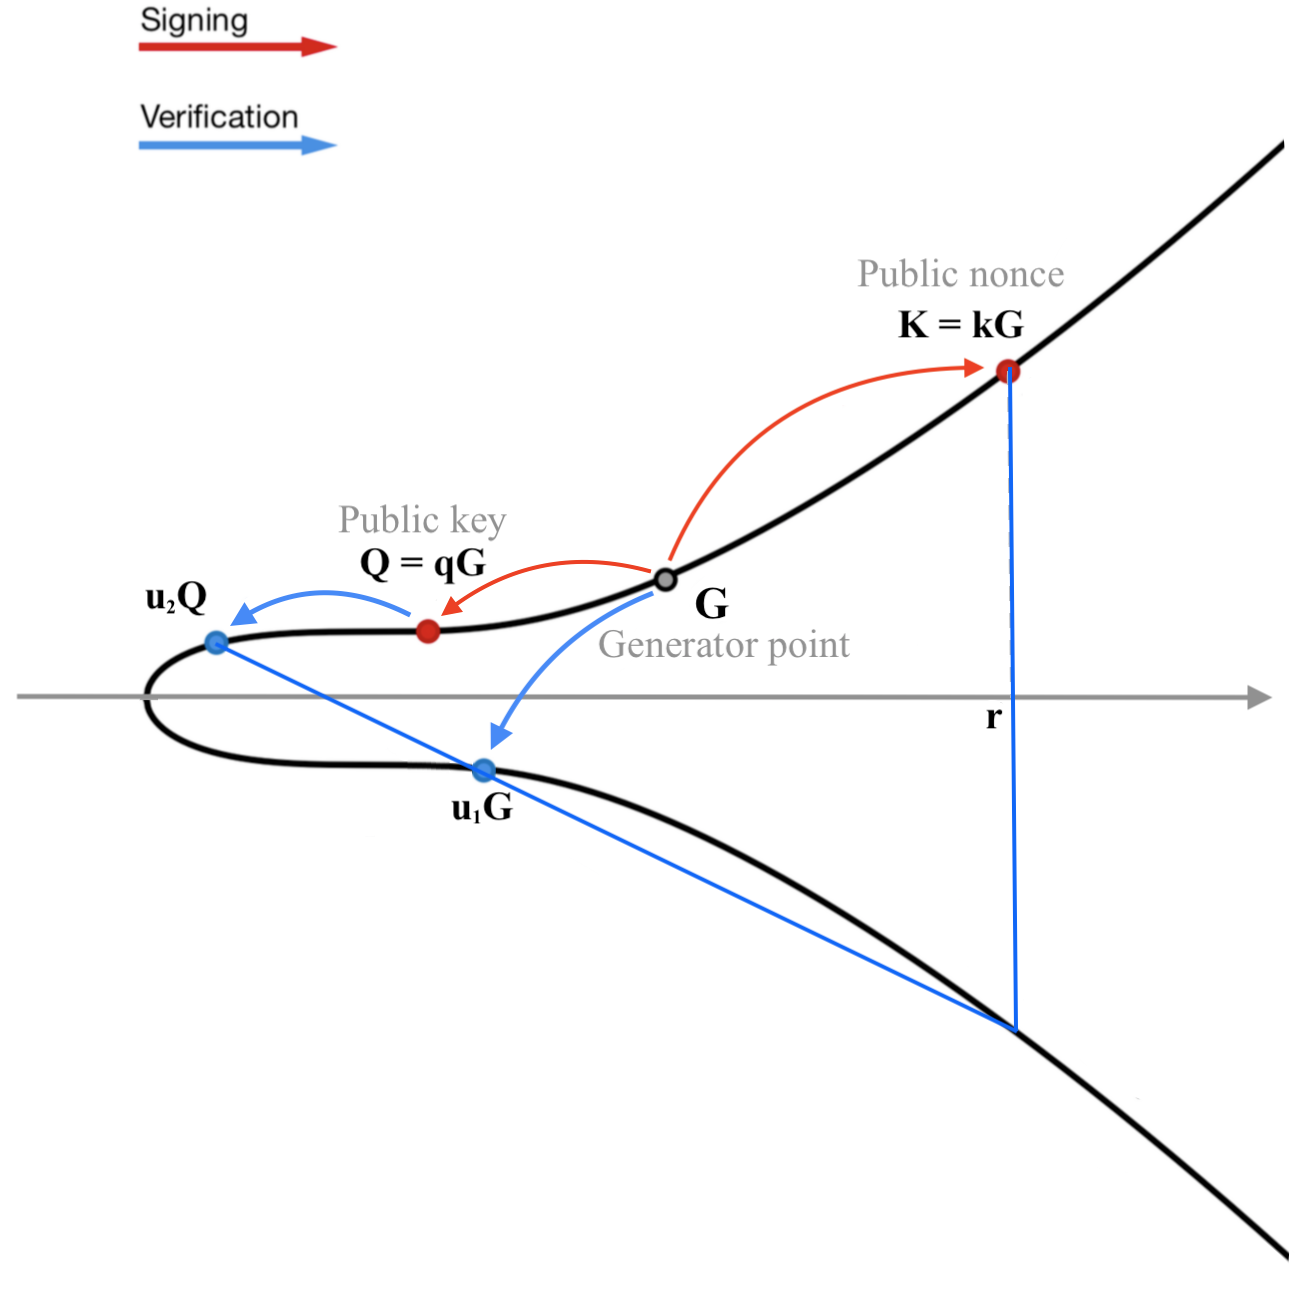 Signing
Verification
Public nonce
K = kG
Public key
Q = qG
u₂Q
G
Generator point
r
u₁G